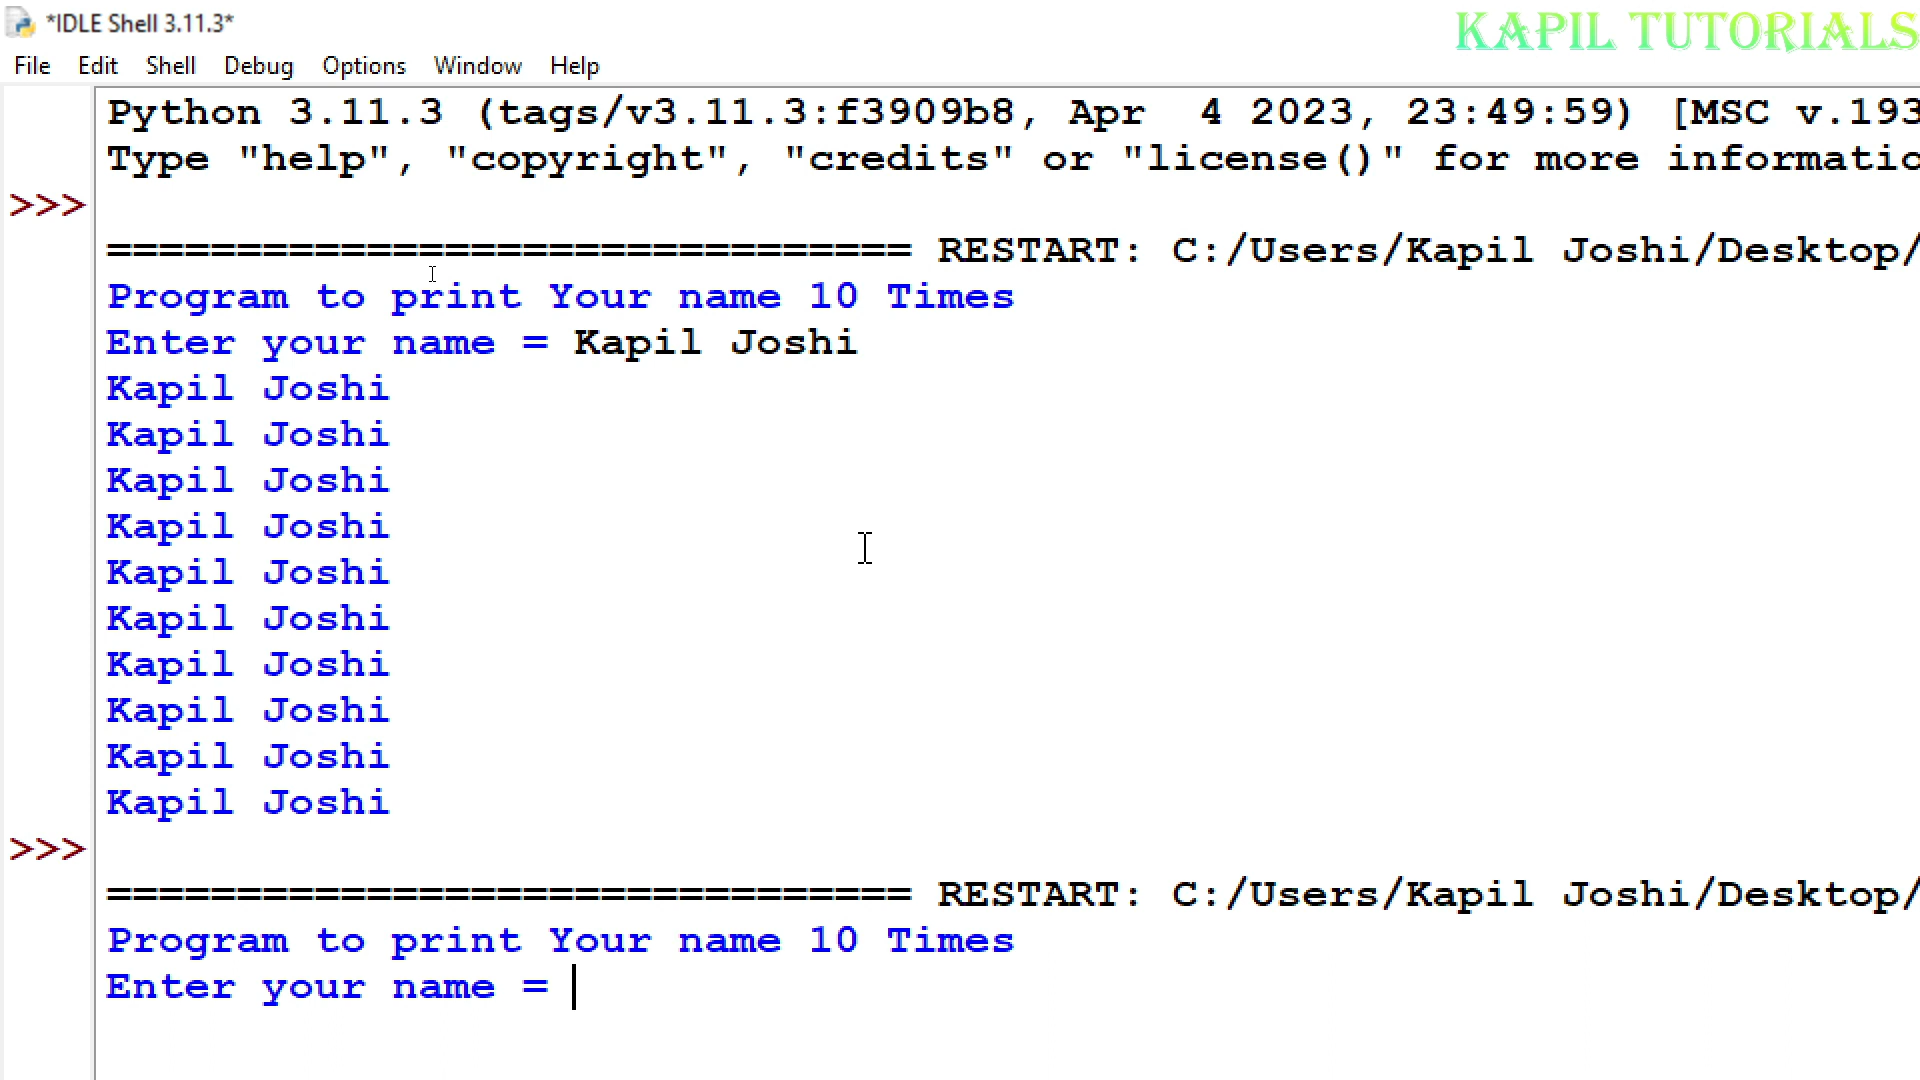 *IDLE Shell 3.11.3*
KAPIL TUTORIALS
File Edit Shell Debug Options Window Help
Python 3.11.3 (tags/v3.11.3:f3909b8, Apr  4 2023, 23:49:59) [MSC v.193
Type "help", "copyright", "credits" or "license()" for more informatic
>>>
=============================== RESTART: C:/Users/Kapil Joshi/Desktop/
Program to print Your name 10 Times
Enter your name = Kapil Joshi
Kapil Joshi
Kapil Joshi
Kapil Joshi
Kapil Joshi
Kapil Joshi
Kapil Joshi
Kapil Joshi
Kapil Joshi
Kapil Joshi
Kapil Joshi
>>>
=============================== RESTART: C:/Users/Kapil Joshi/Desktop/
Program to print Your name 10 Times
Enter your name =